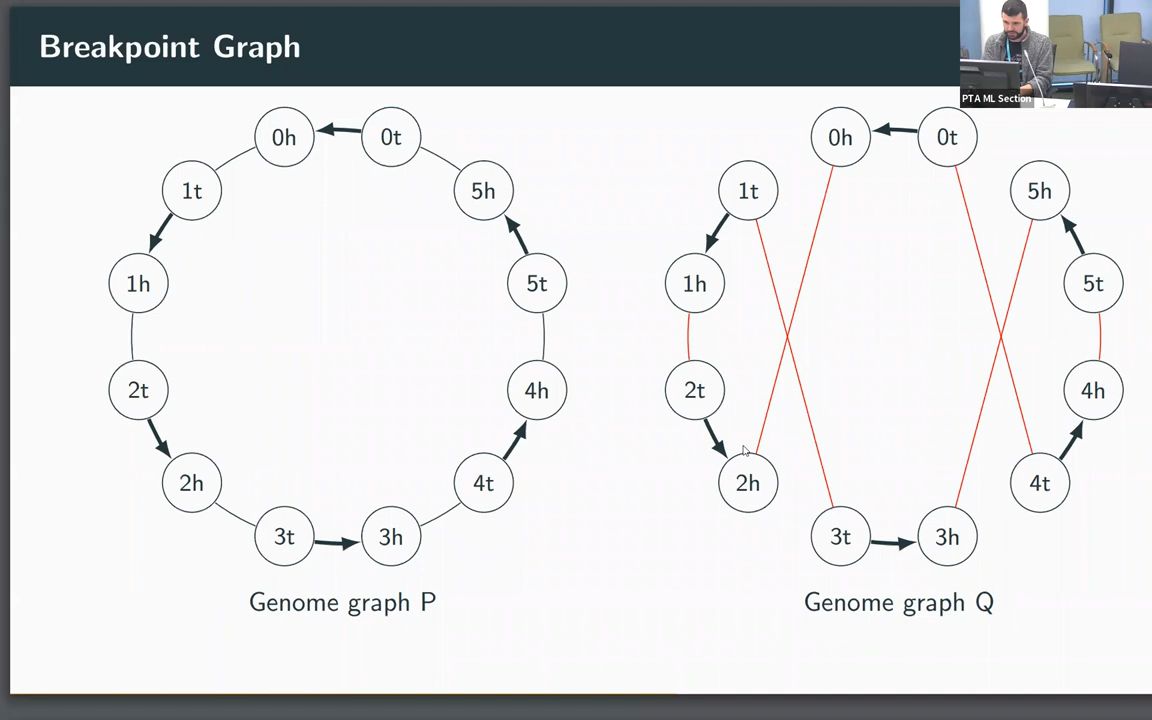 Breakpoint Graph
PTA ML Section
0h 0t
1t 5h
1h 5t
2t 4h
2h 4t
3t 3h
Genome graph P
0h 0t
1t 5h
1h 5t
2t 4h
2h 4t
3t 3h
Genome graph Q